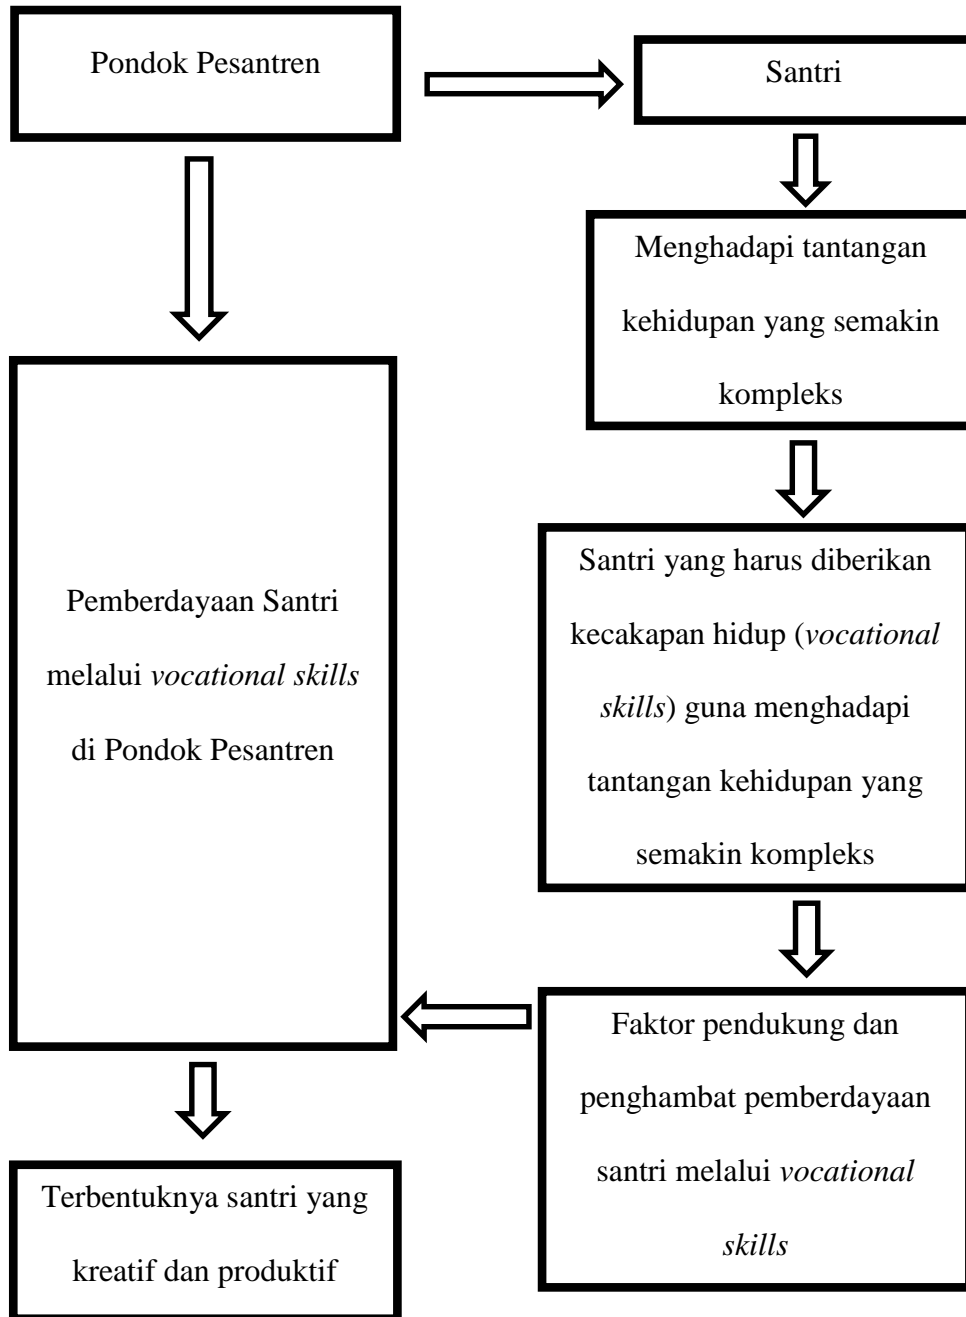 Pondok Pesantren
Santri
Menghadapi tantangan
kehidupan yang semakin
kompleks
Santri yang harus diberikan
kecakapan hidup (vocational
skills) guna menghadapi
tantangan kehidupan yang
semakin kompleks
Pemberdayaan Santri
melalui vocational skills
di Pondok Pesantren
Faktor pendukung dan
penghambat pemberdayaan
santri melalui vocational
skills
Terbentuknya santri yang
kreatif dan produktif